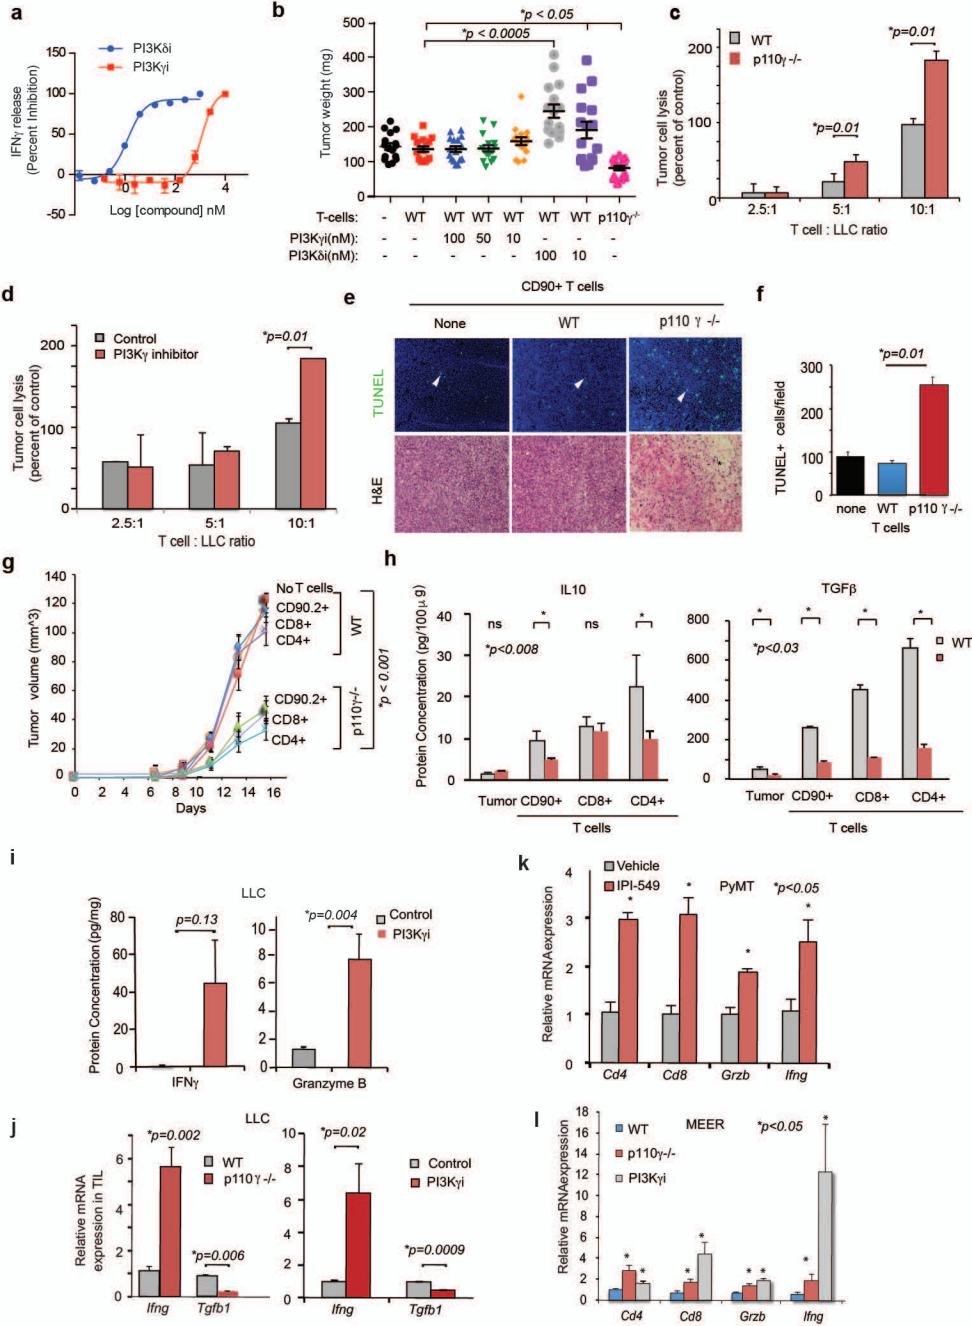 a
PI3Kδi
PI3Kγi
IFNγ release
(Percent Inhibition)
150
100
50
0
-50
0 2 4
Log [compound] nM
b
*p < 0.05
*p < 0.0005
Tumor weight (mg)
500
400
300
200
100
0
T-cells: - WT WT WT WT WT WT p110γ-/-
PI3Kγi(nM): - - 100 50 10 - - -
PI3Kδi(nM): - - - - - 100 10 -
c
*p=0.01
WT
p110γ-/-
*p=0.01
Tumor cell lysis
(percent of control)
200
100
0
2.5:1 5:1 10:1
T cell : LLC ratio
d
Control
PI3Kγ inhibitor
*p=0.01
Tumor cell lysis
(percent of control)
200
100
0
2.5:1 5:1 10:1
T cell : LLC ratio
e
CD90+ T cells
None WT p110 γ -/-
TUNEL
H&E
*
f
*p=0.01
TUNEL+ cells/field
300
200
100
0
none WT p110 γ-/-
T cells
g
Tumor volume (mm^3)
140
120
100
80
60
40
20
0
0 2 4 6 8 10 12 14 16
Days
No T cells
CD90.2+
CD8+
CD4+
WT
CD90.2+
CD8+
CD4+
p110γ-/-
*p < 0.001
h
IL10
Protein Concentration (pg/100μg)
40
30
20
10
0
ns * ns *
*p<0.008
Tumor CD90+ CD8+ CD4+
T cells
TGFβ
800
600
400
200
0
* * * *
*p<0.03
WT
Tumor CD90+ CD8+ CD4+
T cells
i
LLC
Protein Concentration (pg/mg)
80
60
40
20
0
p=0.13
IFNγ
10
8
6
4
2
0
*p=0.004
Control
PI3Kγi
Granzyme B
j
LLC
Relative mRNA
expression in TIL
6
4
2
0
*p=0.002
WT
p110γ-/-
*p=0.006
Ifng Tgfb1
10
8
6
4
2
0
*p=0.02
Control
PI3Kγi
*p=0.0009
Ifng Tgfb1
k
Vehicle
IPI-549
PyMT
*p<0.05
Relative mRNAexpression
4
3
2
1
0
* * * *
Cd4 Cd8 Grzb Ifng
l
WT
p110γ-/-
PI3Kγi
MEER
*p<0.05
Relative mRNAexpression
18
16
14
12
10
8
6
4
2
0
* * * * * * * *
Cd4 Cd8 Grzb Ifng